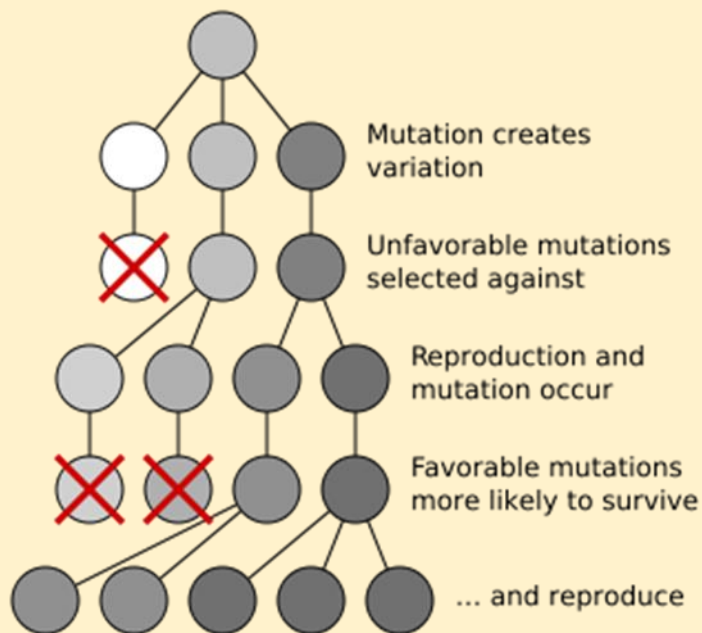 Mutation creates
variation
Unfavorable mutations
selected against
Reproduction and
mutation occur
Favorable mutations
more likely to survive
... and reproduce